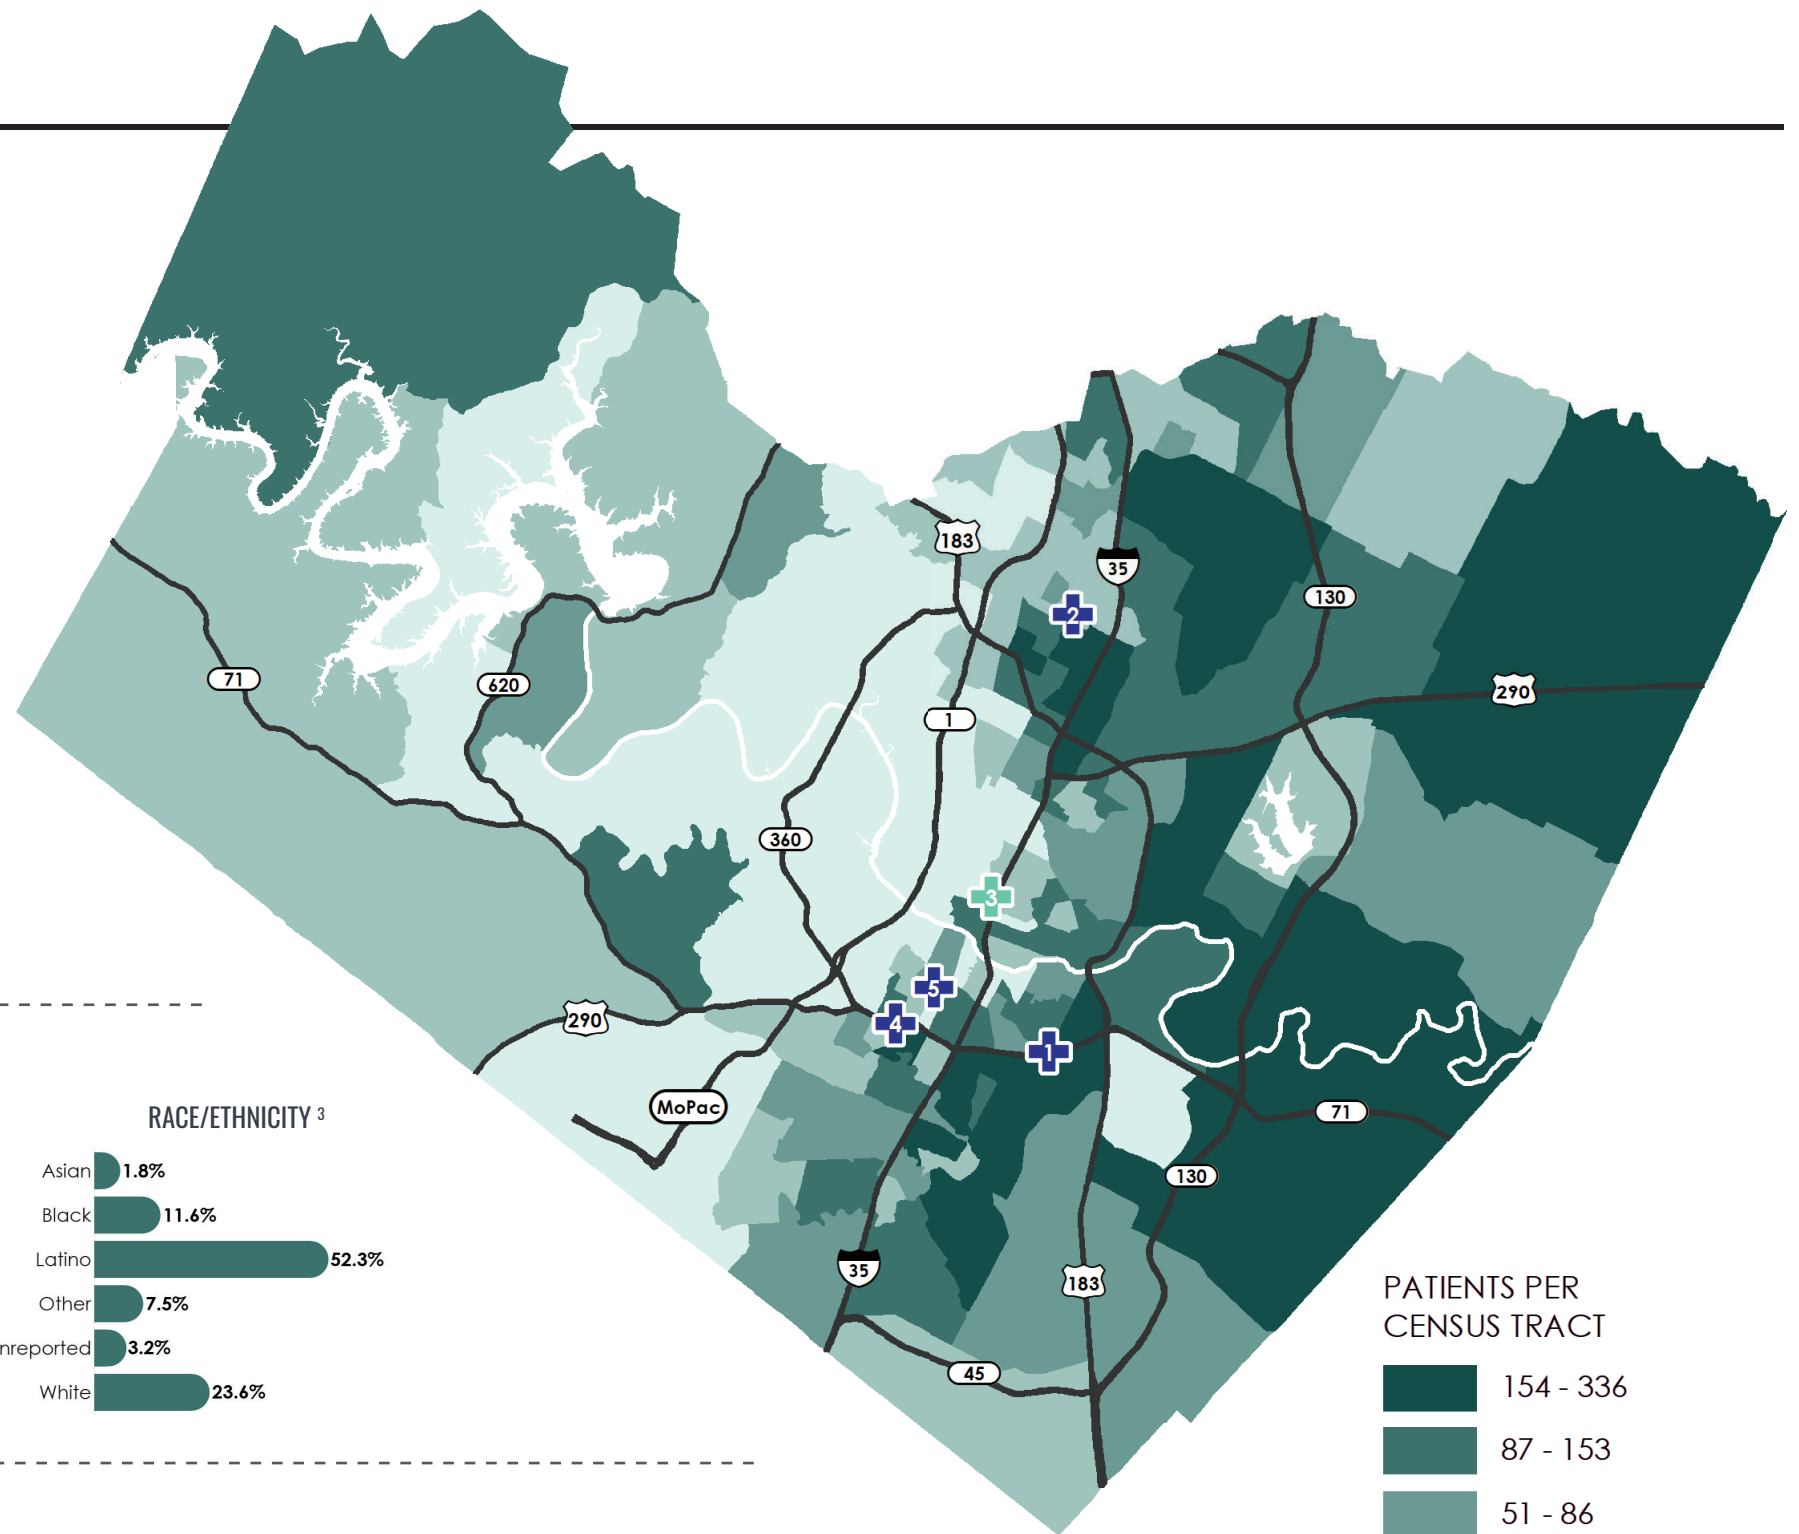 183
35
2
130
71
620
290
1
360
3
5
4
290
1
MoPac
71
130
35
183
45
RACE/ETHNICITY 3
Asian 1.8%
Black 11.6%
Latino 52.3%
Other 7.5%
nreported 3.2%
White 23.6%
PATIENTS PER
CENSUS TRACT
154 - 336
87 - 153
51 - 86